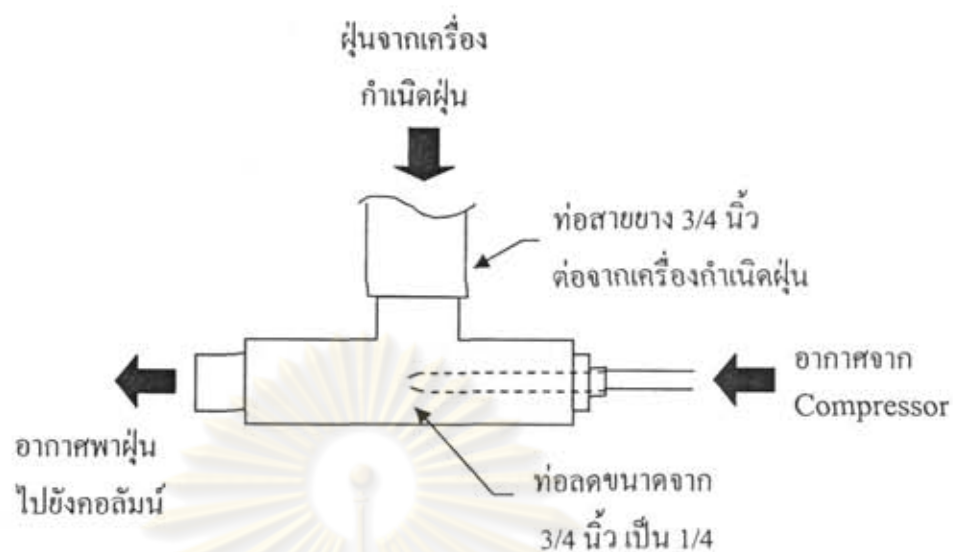 ฝุ่นจากเครื่อง
กำเนิดฝุ่น
ท่อสายยาง 3/4 นิ้ว
ต่อจากเครื่องกำเนิดฝุ่น
อากาศจาก
Compressor
อากาศพาฝุ่น
ไปยังคอลัมน์
ท่อลดขนาดจาก
3/4 นิ้ว เป็น 1/4